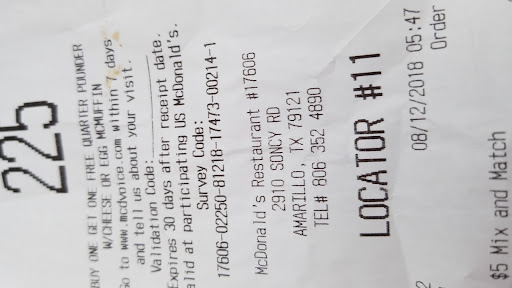 225
BUY ONE GET ONE FREE QUARTER POUNDER
W/CHEESE OR EGG MCMUFFIN
Go to www.mcdvoice.com within 7 days
and tell us about your visit.
Validation Code:
Expires 30 days after receipt date.
alid at participating US McDonald's.
Survey Code:
17606-02250-81218-17473-00214-1
McDonald's Restaurant #17606
2910 SONCY RD
AMARILLO, TX 79121
TEL# 806 352 4890
LOCATOR #11
08/12/2018 05:47
Order
2
$5 Mix and Match